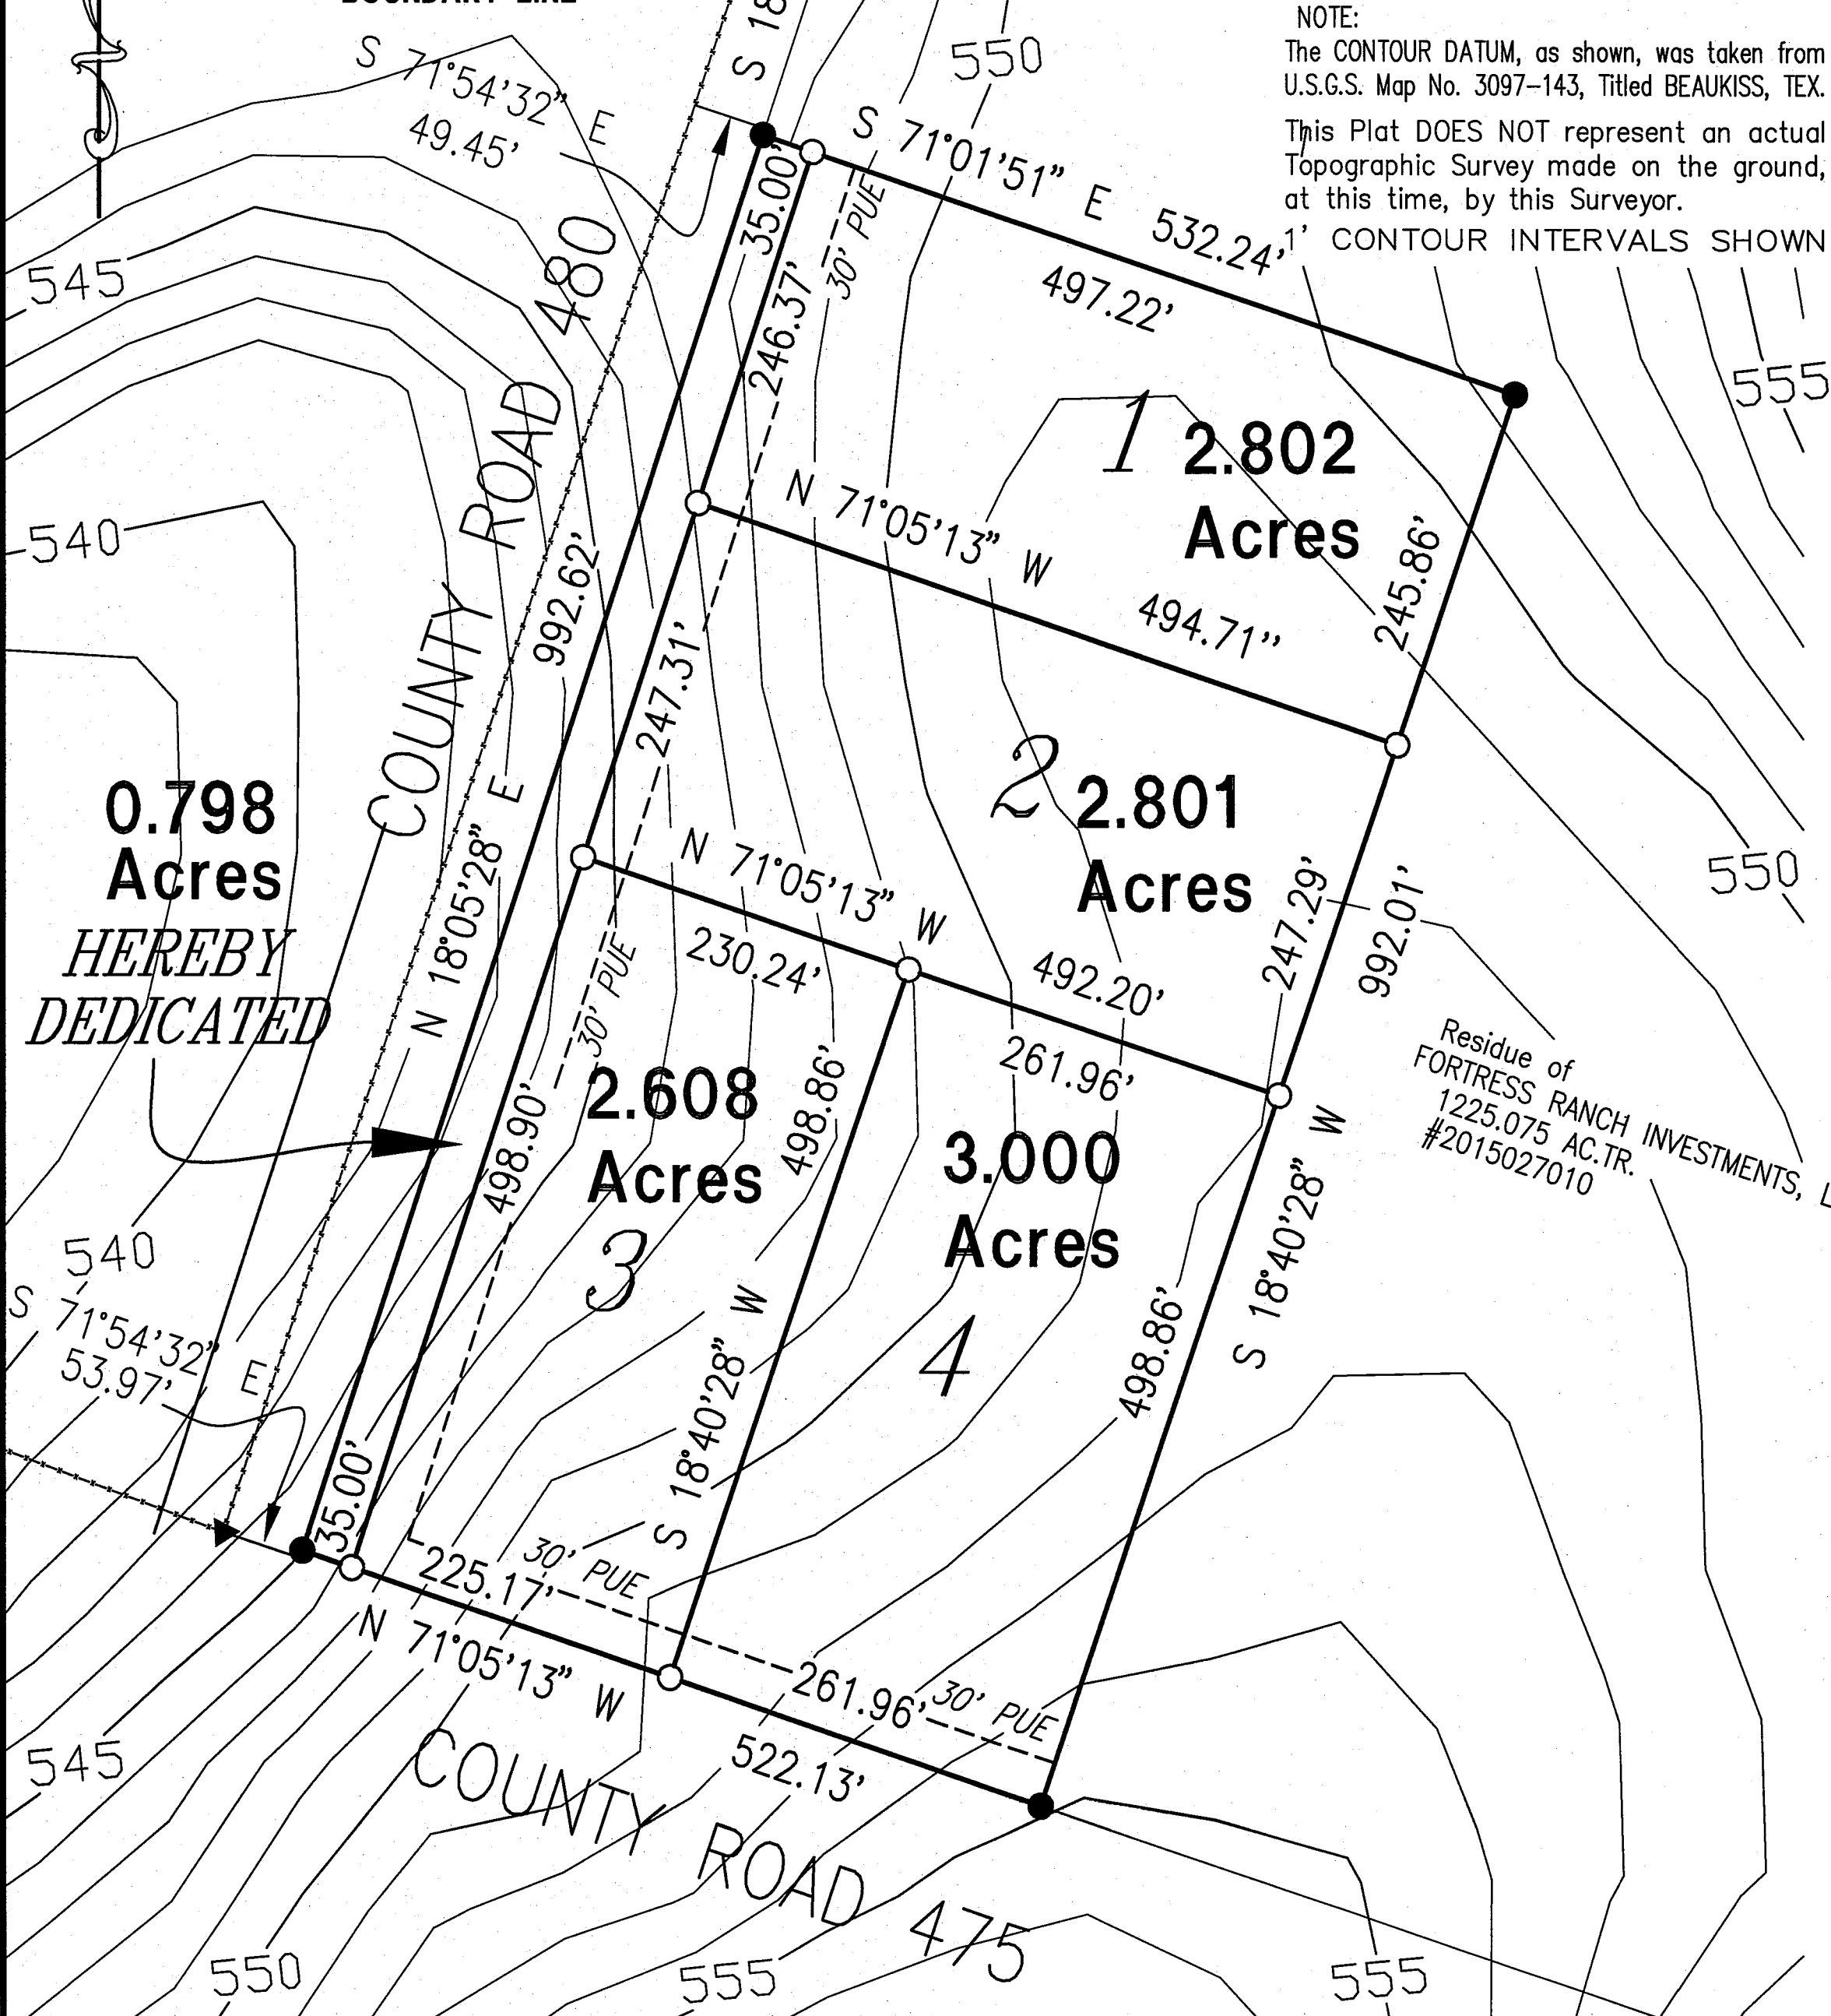 BOUNDARY LINE
S 18
NOTE:
The CONTOUR DATUM, as shown, was taken from
U.S.G.S. Map No. 3097-143, Titled BEAUKISS, TEX.
This Plat DOES NOT represent an actual
Topographic Survey made on the ground,
at this time, by this Surveyor.
1' CONTOUR INTERVALS SHOWN
550
S 71°54'32" E
49.45'
S 71°01'51" E 532.24'
497.22'
35.00'
30' PUE
246.37'
545
555
COUNTY ROAD 480
1
2.802
Acres
N 71°05'13" W
494.71"
245.86'
540
992.62'
247.31'
N 18°05'28" E
0.798
Acres
HEREBY
DEDICATED
2
2.801
Acres
550
N 71°05'13" W
230.24'
492.20'
247.29'
992.01'
30' PUE
261.96'
Residue of
FORTRESS RANCH INVESTMENTS, L
1225.075 AC.TR.
#2015027010
2.608
Acres
3
498.90'
498.86'
3.000
Acres
4
S 18°40'28" W
S 18°40'28" W
498.86'
540
S 71°54'32" E
53.97'
35.00'
225.17'
30' PUE
N 71°05'13" W
261.96'
30' PUE
522.13'
545
COUNTY ROAD 475
550
555
555